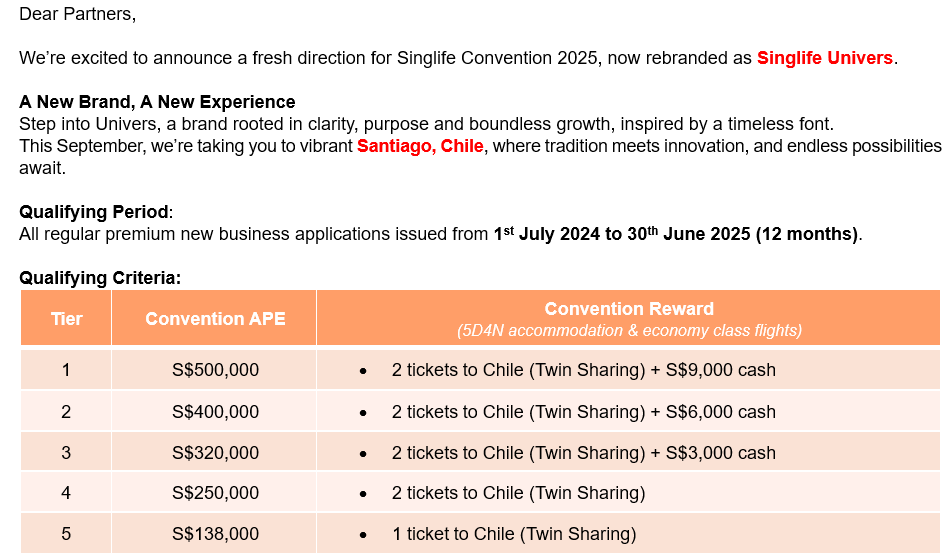 Dear Partners,
We're excited to announce a fresh direction for Singlife Convention 2025, now rebranded as Singlife Univers.
A New Brand, A New Experience
Step into Univers, a brand rooted in clarity, purpose and boundless growth, inspired by a timeless font.
This September, we're taking you to vibrant Santiago, Chile, where tradition meets innovation, and endless possibilities
await.
Qualifying Period:
All regular premium new business applications issued from 1st July 2024 to 30th June 2025 (12 months).
Qualifying Criteria:
Tier Convention APE Convention Reward
(5D4N accommodation & economy class flights)
1 S$500,000 • 2 tickets to Chile (Twin Sharing) + S$9,000 cash
2 S$400,000 • 2 tickets to Chile (Twin Sharing) + S$6,000 cash
3 S$320,000 • 2 tickets to Chile (Twin Sharing) + S$3,000 cash
4 S$250,000 • 2 tickets to Chile (Twin Sharing)
5 S$138,000 • 1 ticket to Chile (Twin Sharing)